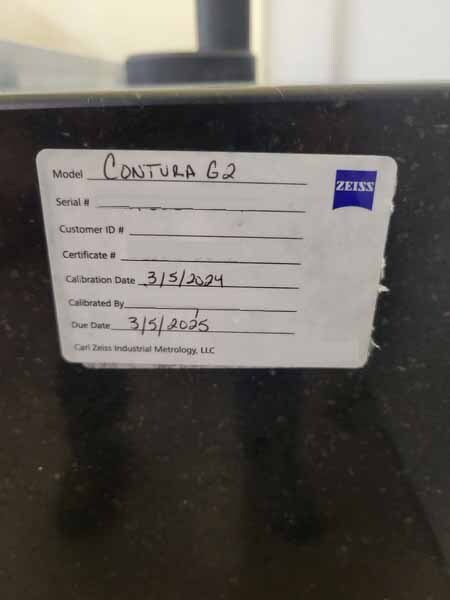 Model CONTURA G2
ZEISS
Serial #
Customer ID #
Certificate #
Calibration Date 3/5/2024
Calibrated By
Due Date 3/5/2025
Carl Zeiss Industrial Metrology, LLC